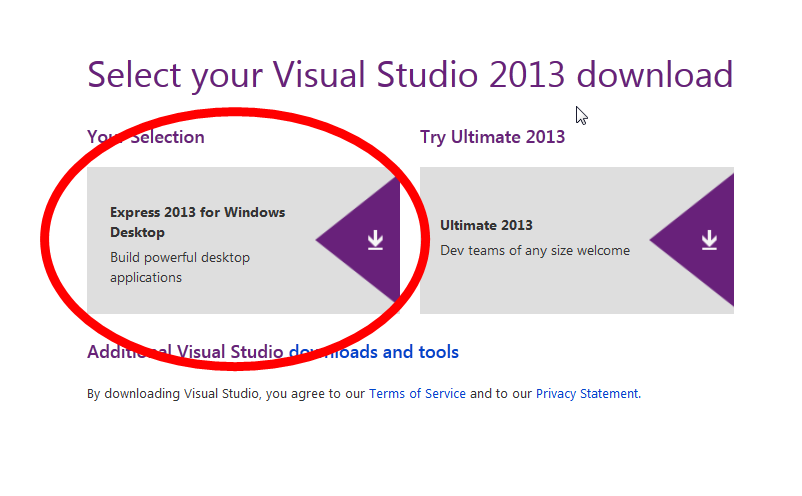 Select your Visual Studio 2013 download
Your Selection
Try Ultimate 2013
Express 2013 for Windows
Desktop
Build powerful desktop
applications
Ultimate 2013
Dev teams of any size welcome
Additional Visual Studio downloads and tools
By downloading Visual Studio, you agree to our Terms of Service and to our Privacy Statement.